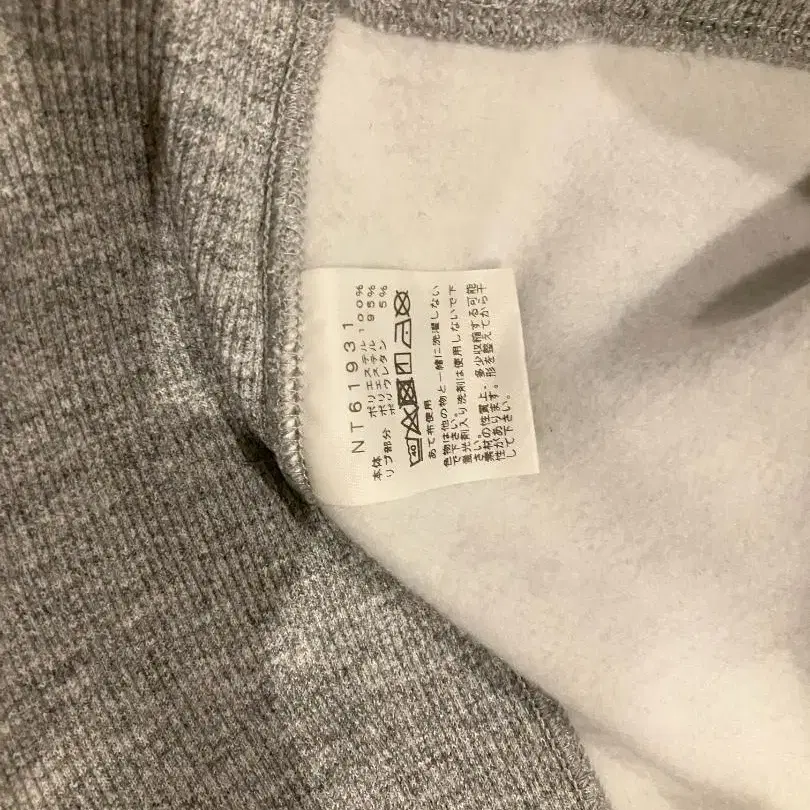 NT61931
本体 ポリエステル 100%
リブ部分 ポリエステル 95%
ポリウレタン 5%
40
あて布使用
色物は他の物と一緒に洗濯しない
で下さい。
蛍光剤入り洗剤は使用しないで下
さい。
素材の性質上、多少収縮する可能
性があります。形を整えてから干
して下さい。